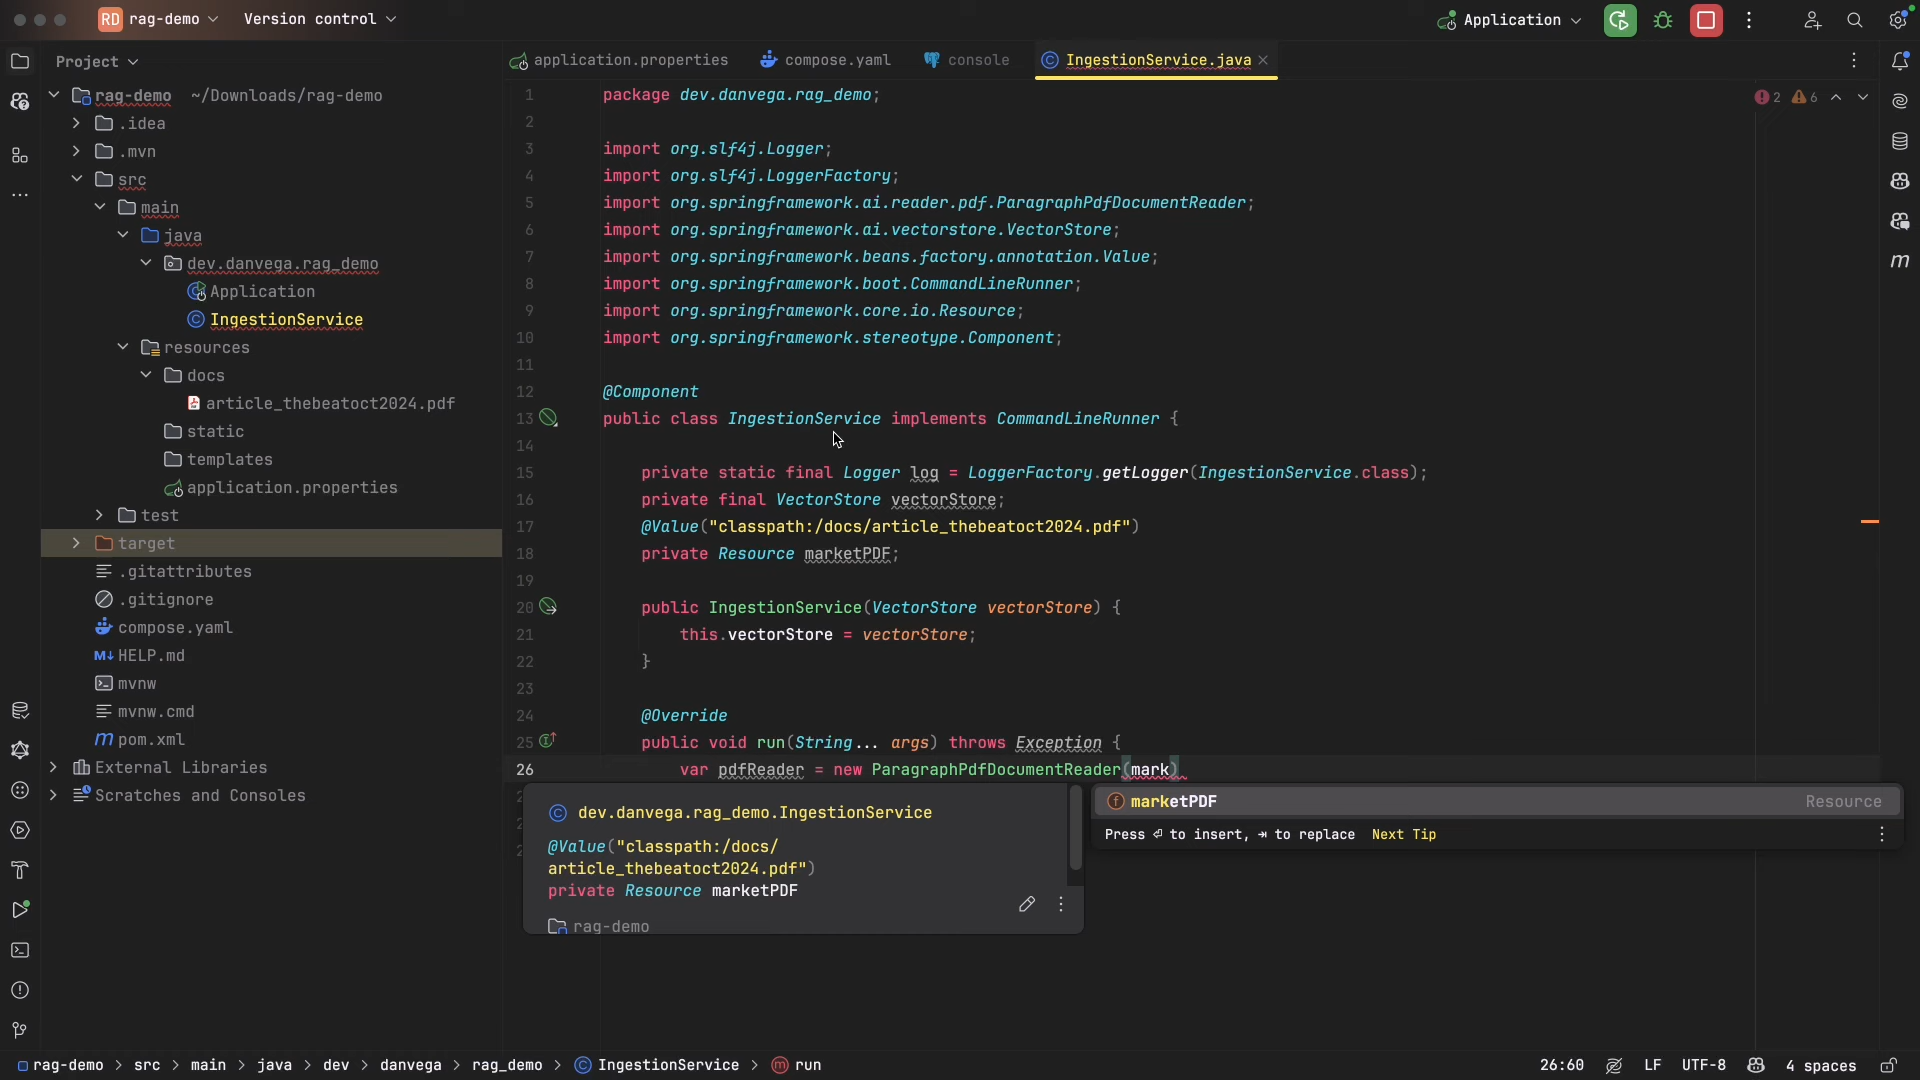 RD rag-demo Version control
Application
Project
application.properties compose.yaml console IngestionService.java
rag-demo ~/Downloads/rag-demo
.idea
.mvn
src
main
java
dev.danvega.rag_demo
Application
IngestionService
resources
docs
article_thebeatoct2024.pdf
static
templates
application.properties
test
target
.gitattributes
.gitignore
compose.yaml
M↓ HELP.md
mvnw
mvnw.cmd
m pom.xml
External Libraries
Scratches and Consoles
2 6
1 package dev.danvega.rag_demo;
2
3 import org.slf4j.Logger;
4 import org.slf4j.LoggerFactory;
5 import org.springframework.ai.reader.pdf.ParagraphPdfDocumentReader;
6 import org.springframework.ai.vectorstore.VectorStore;
7 import org.springframework.beans.factory.annotation.Value;
8 import org.springframework.boot.CommandLineRunner;
9 import org.springframework.core.io.Resource;
10 import org.springframework.stereotype.Component;
11
12 @Component
13 public class IngestionService implements CommandLineRunner {
14
15 private static final Logger log = LoggerFactory.getLogger(IngestionService.class);
16 private final VectorStore vectorStore;
17 @Value("classpath:/docs/article_thebeatoct2024.pdf")
18 private Resource marketPDF;
19
20 public IngestionService(VectorStore vectorStore) {
21 this.vectorStore = vectorStore;
22 }
23
24 @Override
25 public void run(String... args) throws Exception {
26 var pdfReader = new ParagraphPdfDocumentReader(mark)
dev.danvega.rag_demo.IngestionService
@Value("classpath:/docs/
article_thebeatoct2024.pdf")
private Resource marketPDF
rag-demo
f marketPDF Resource
Press ⏎ to insert, ⇥ to replace Next Tip
m
rag-demo > src > main > java > dev > danvega > rag_demo > IngestionService > m run
26:60 LF UTF-8 4 spaces